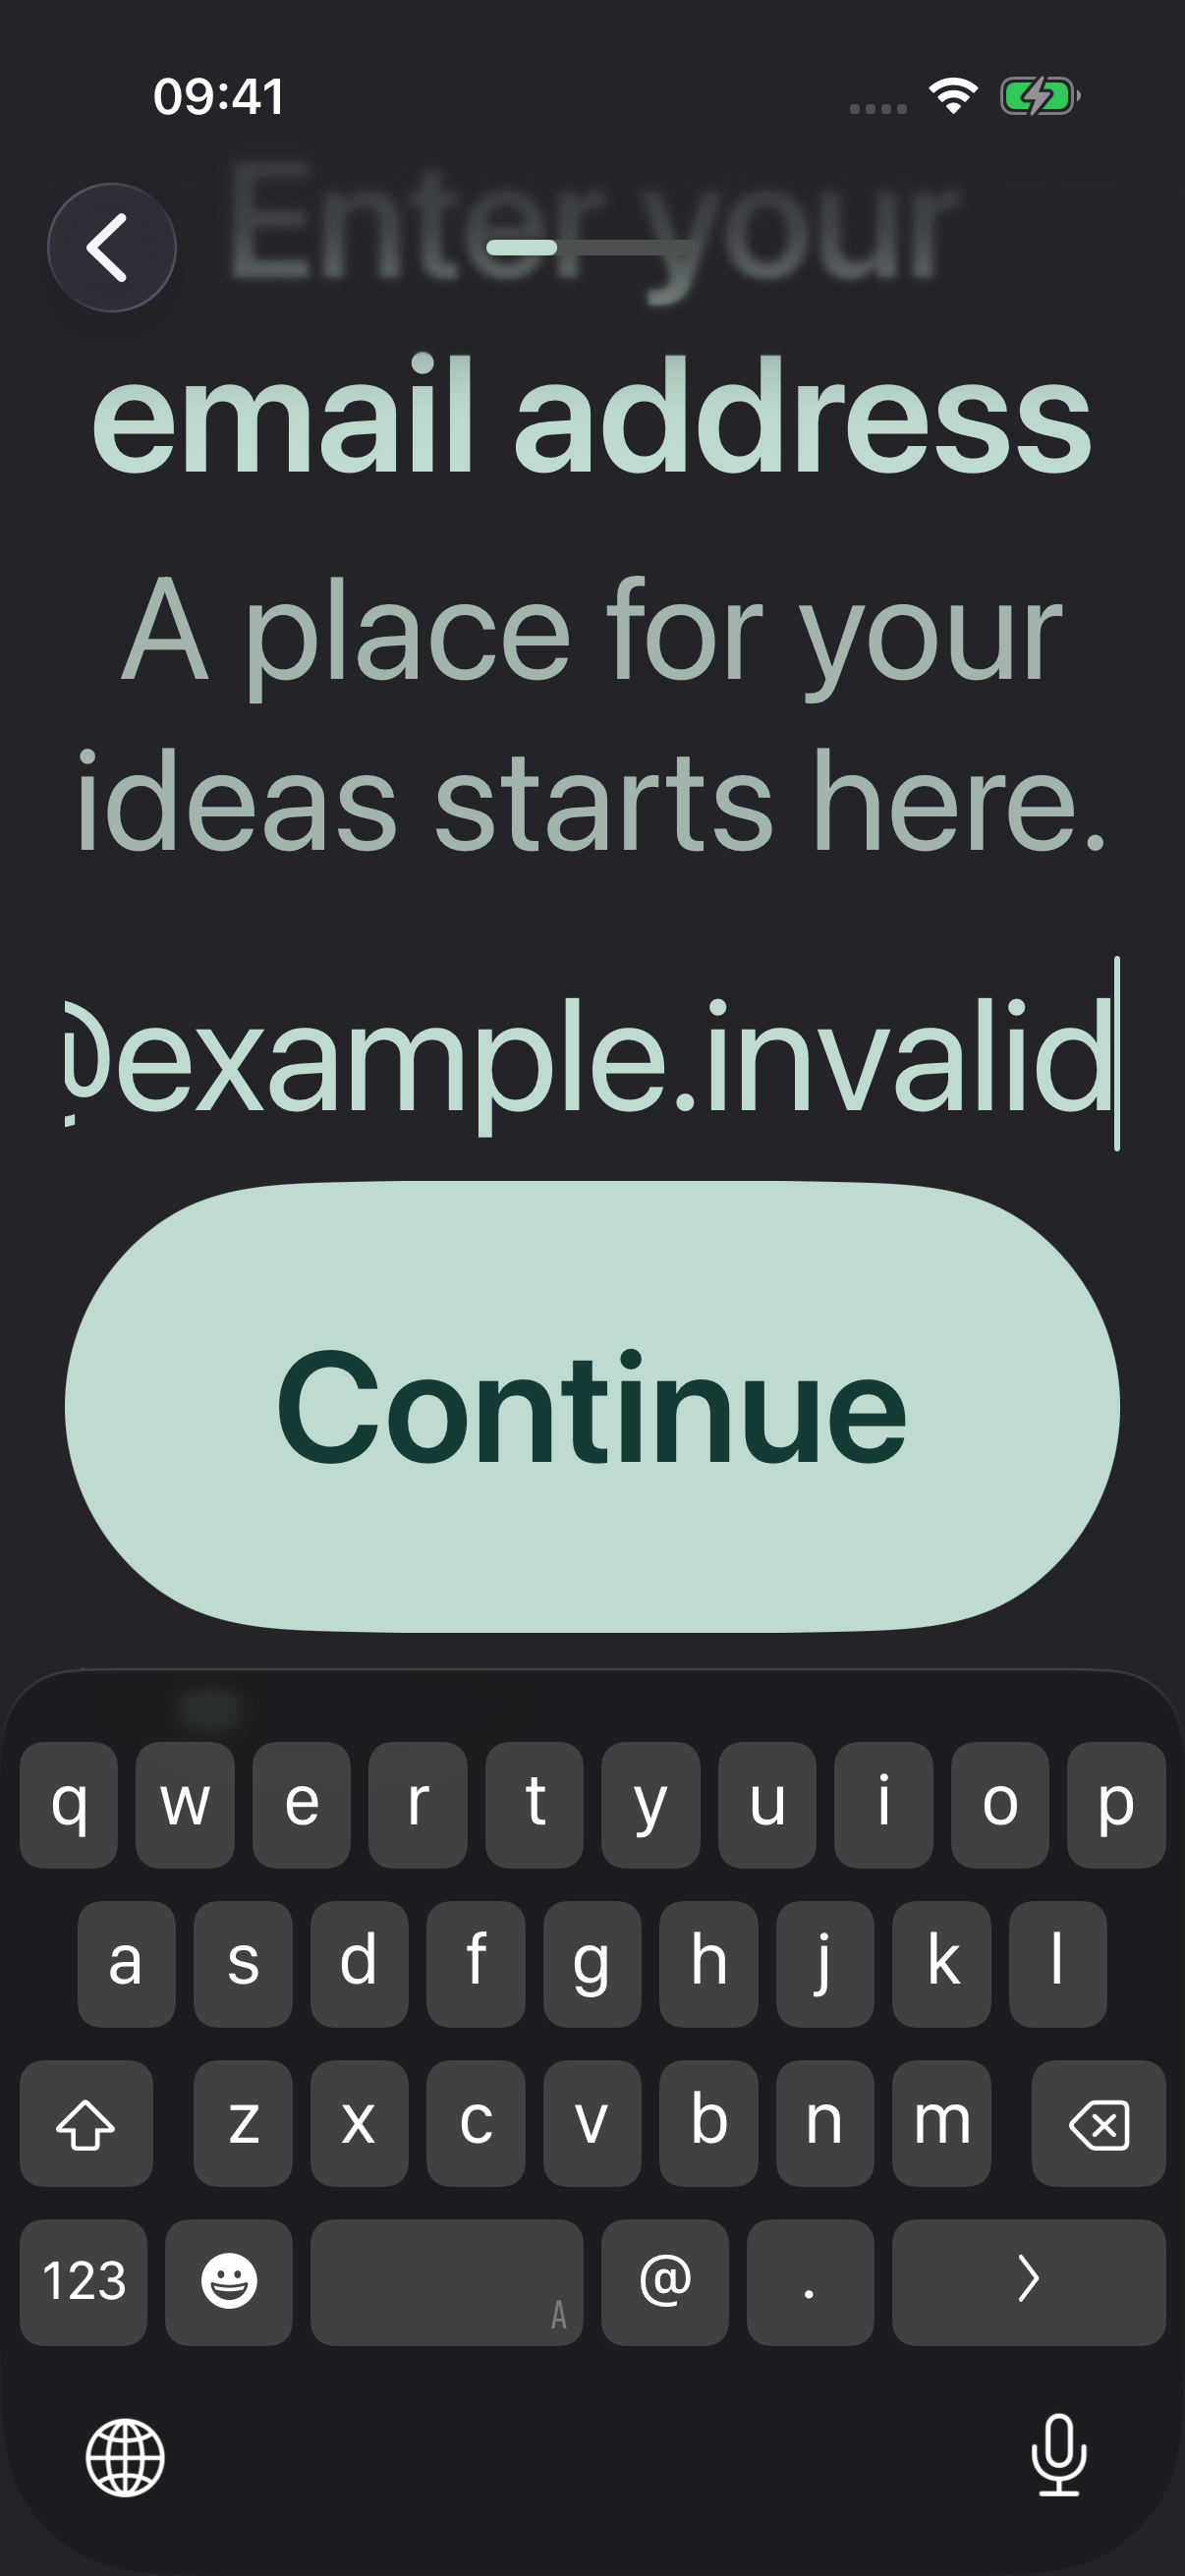 09:41
Enter your
email address
A place for your
ideas starts here.
@example.invalid
Continue
q w e r t y u i o p
a s d f g h j k l
z x c v b n m
123 @ .
A